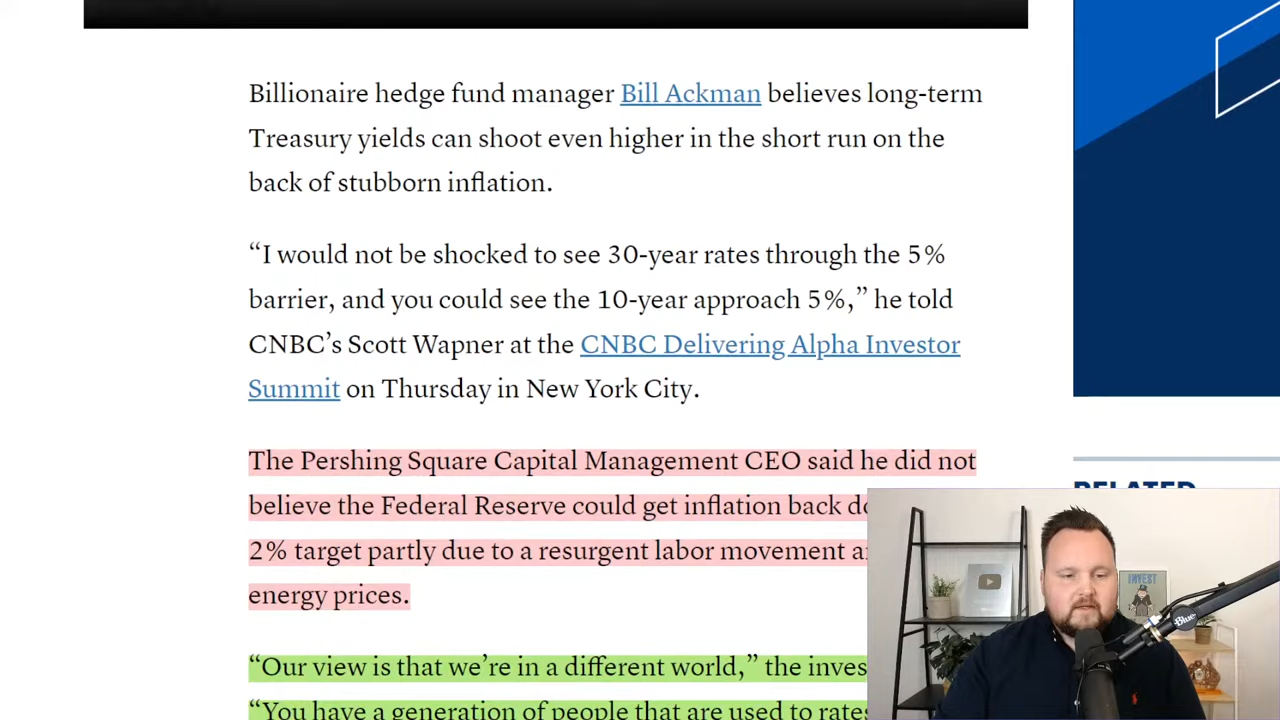 Billionaire hedge fund manager Bill Ackman believes long-term
Treasury yields can shoot even higher in the short run on the
back of stubborn inflation.
“I would not be shocked to see 30-year rates through the 5%
barrier, and you could see the 10-year approach 5%,” he told
CNBC’s Scott Wapner at the CNBC Delivering Alpha Investor
Summit on Thursday in New York City.
The Pershing Square Capital Management CEO said he did not
believe the Federal Reserve could get inflation back
2% target partly due to a resurgent labor movement
energy prices.
“Our view is that we’re in a different world,” the
“You have a generation of people that are used to rates
RELATED
INVEST
Blue